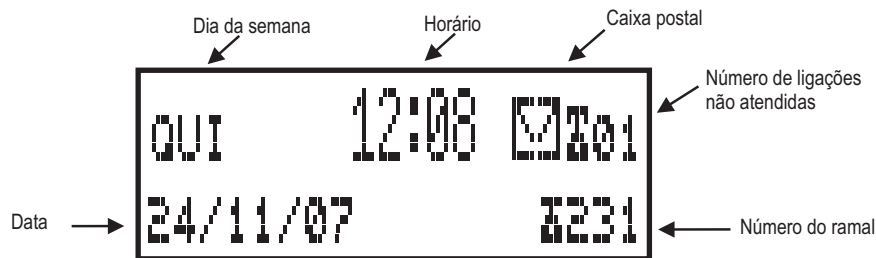 Dia da semana
Horário
Caixa postal
Número de ligações
não atendidas
QUI 12:08 01
24/11/07 231
Data
Número do ramal